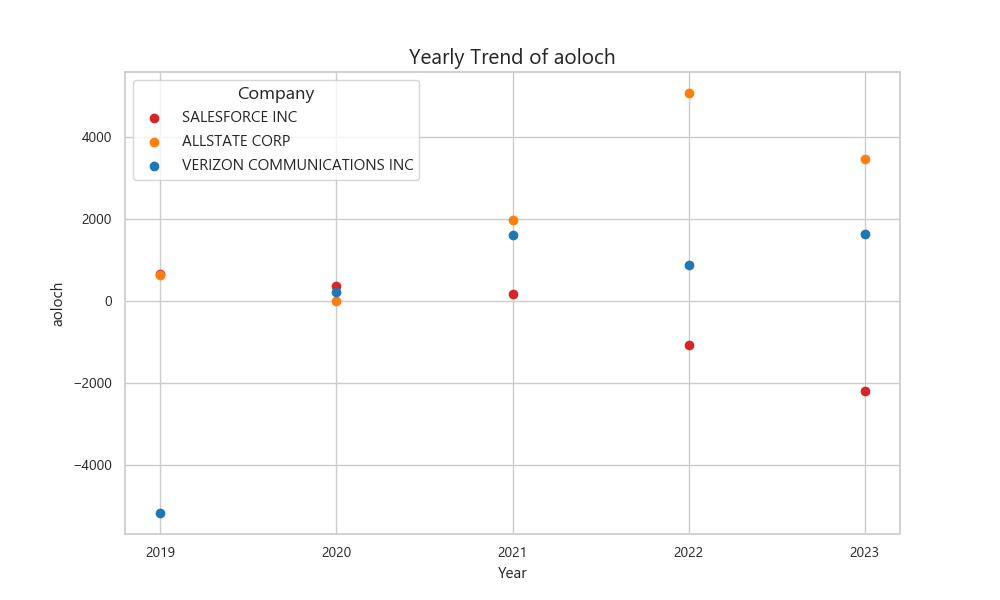 Yearly Trend of aoloch
Company
SALESFORCE INC
ALLSTATE CORP
VERIZON COMMUNICATIONS INC
4000
2000
0
−2000
−4000
aoloch
2019 2020 2021 2022 2023
Year